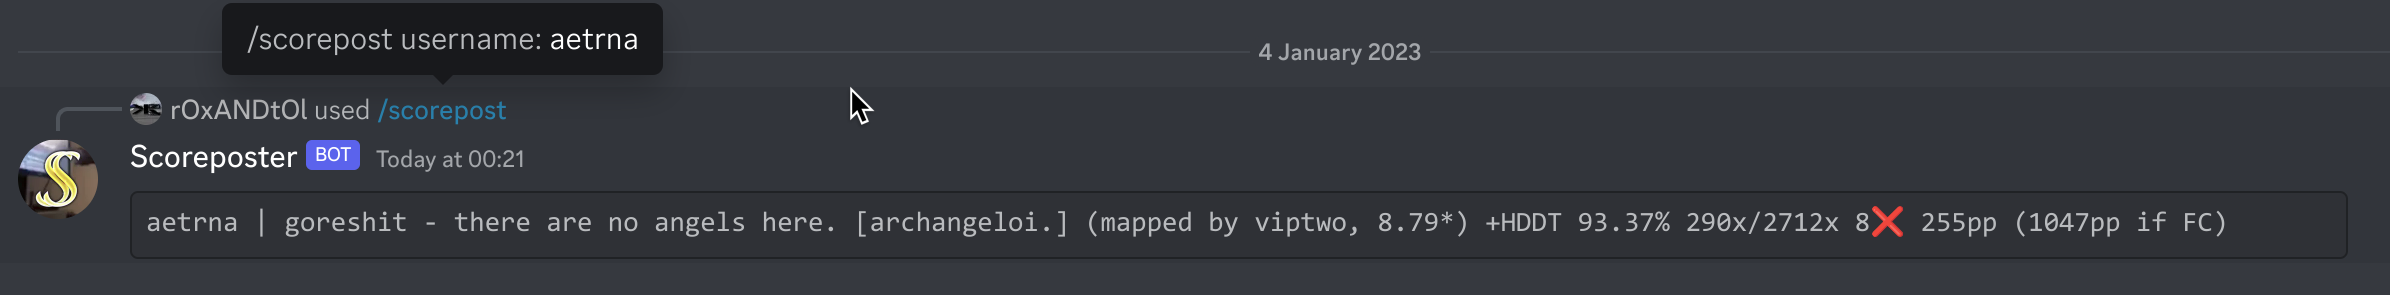 /scorepost username: aetrna
4 January 2023
rOxANDtOl used /scorepost
Scoreposter BOT Today at 00:21
aetrna | goreshit - there are no angels here. [archangeloi.] (mapped by viptwo, 8.79*) +HDDT 93.37% 290x/2712x 8❌ 255pp (1047pp if FC)